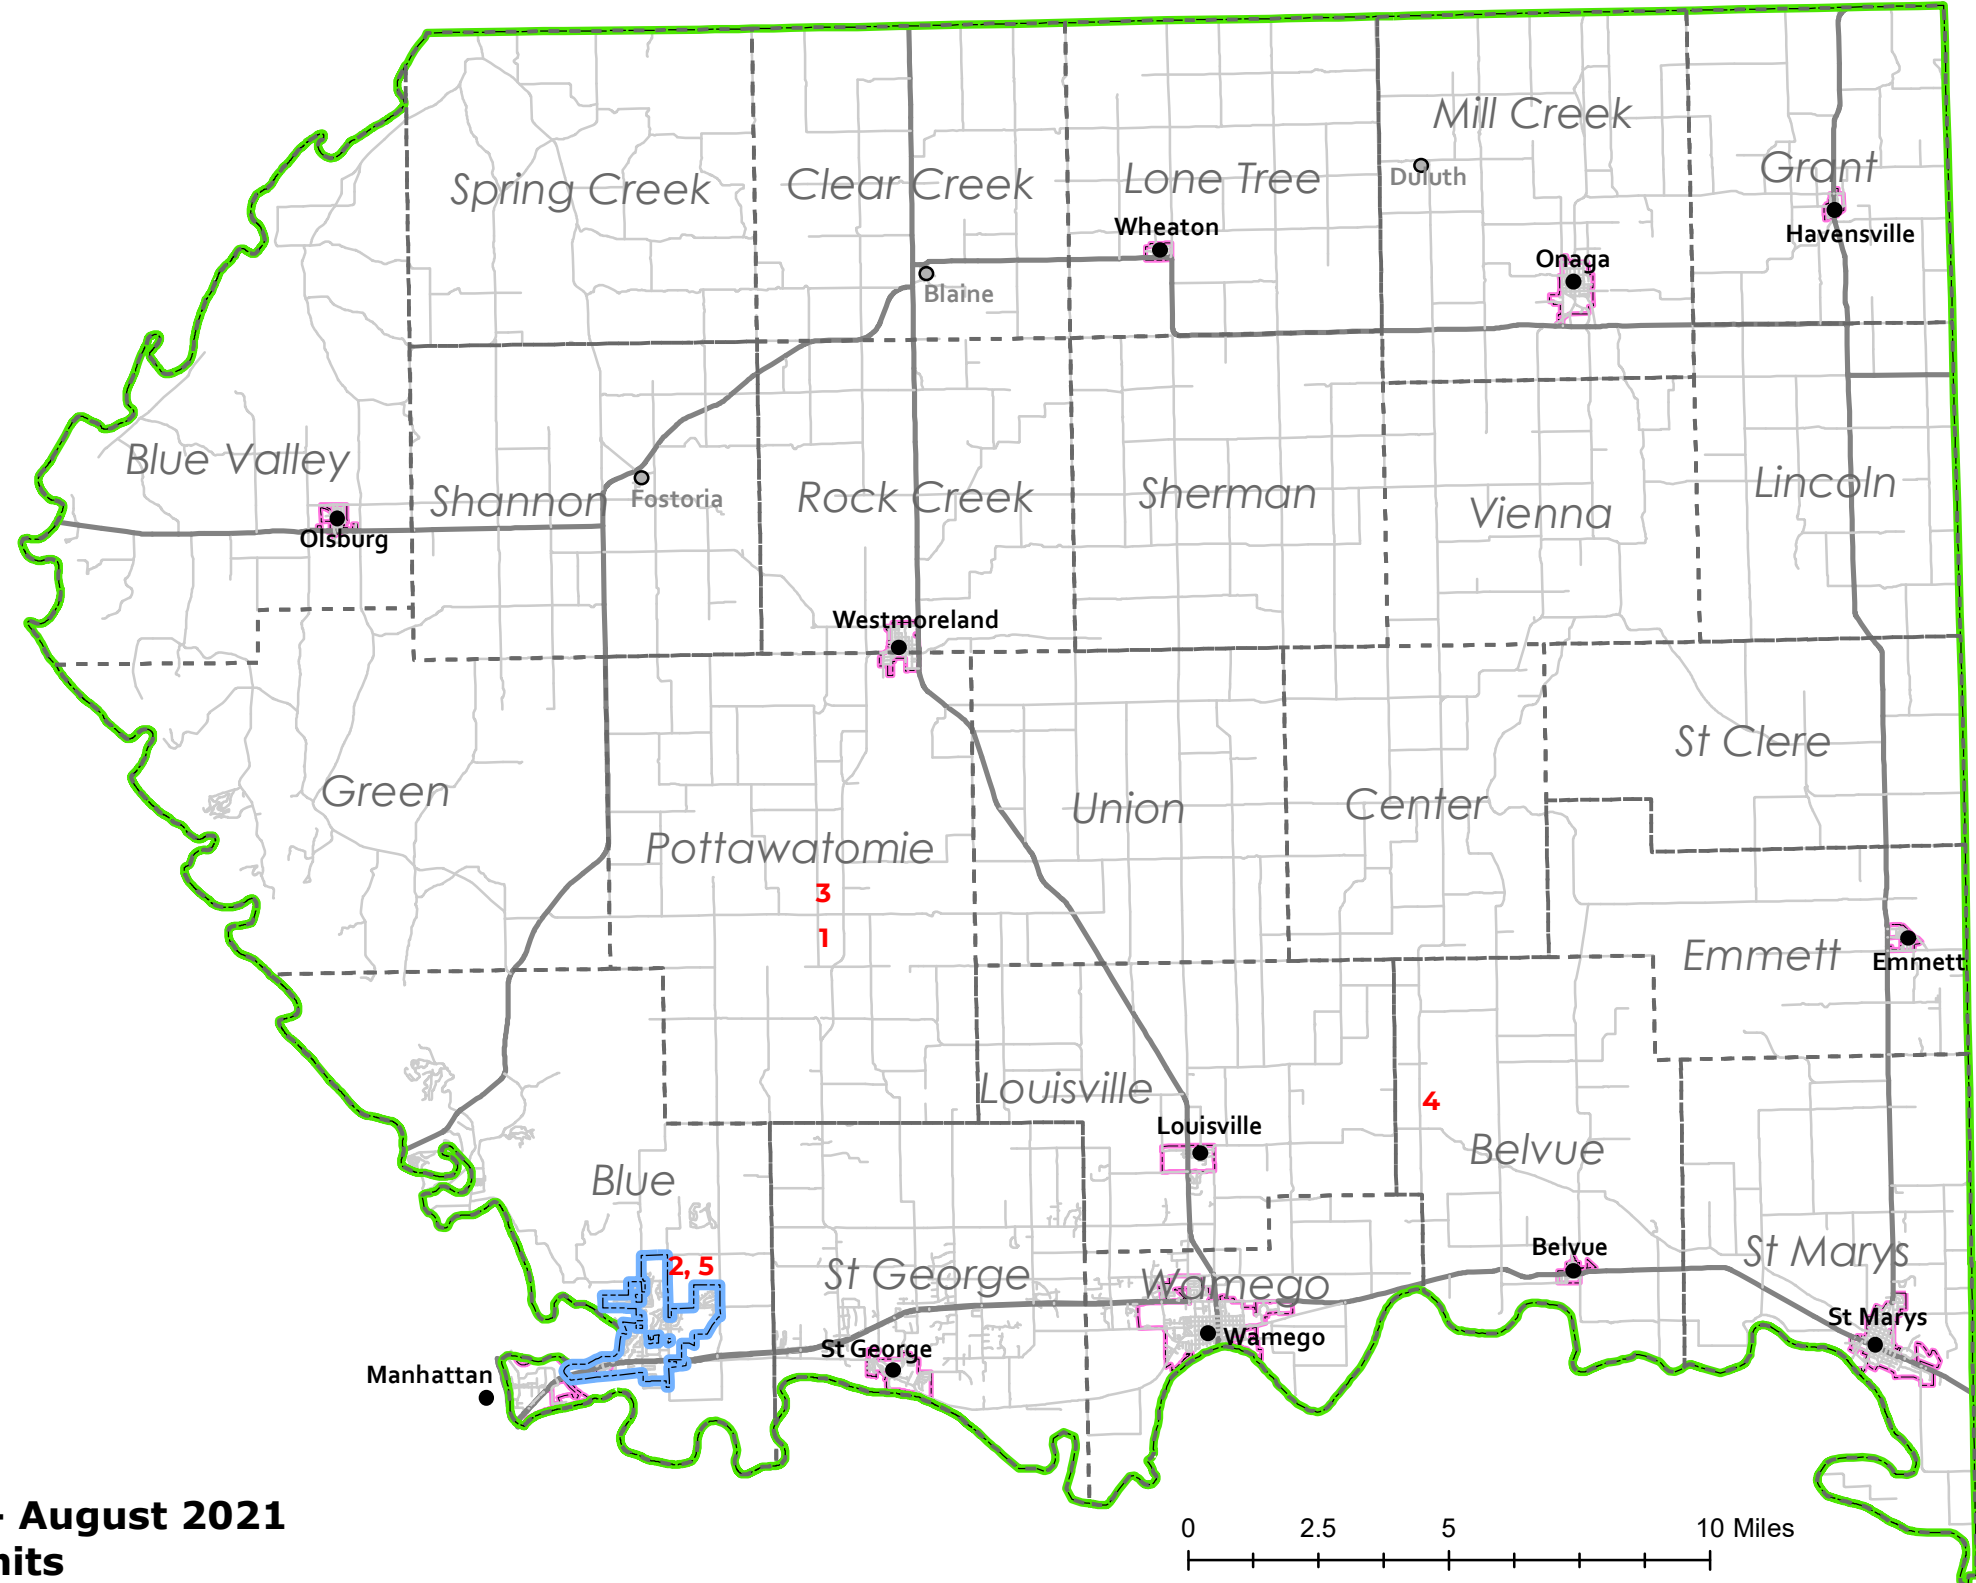 Mill Creek
Grant
Duluth
Spring Creek
Clear Creek
Lone Tree
Wheaton
Havensville
Onaga
Blaine
Blue Valley
Shannon
Fostoria
Rock Creek
Sherman
Vienna
Lincoln
Olsburg
Westmoreland
St Clere
Green
Union
Center
Pottawatomie
3
1
Emmett
Emmett
Louisville
4
Louisville
Belvue
Blue
2, 5
St George
Wamego
Belvue
St Marys
St Marys
Wamego
St George
Manhattan
- August 2021
0 2.5 5 10 Miles